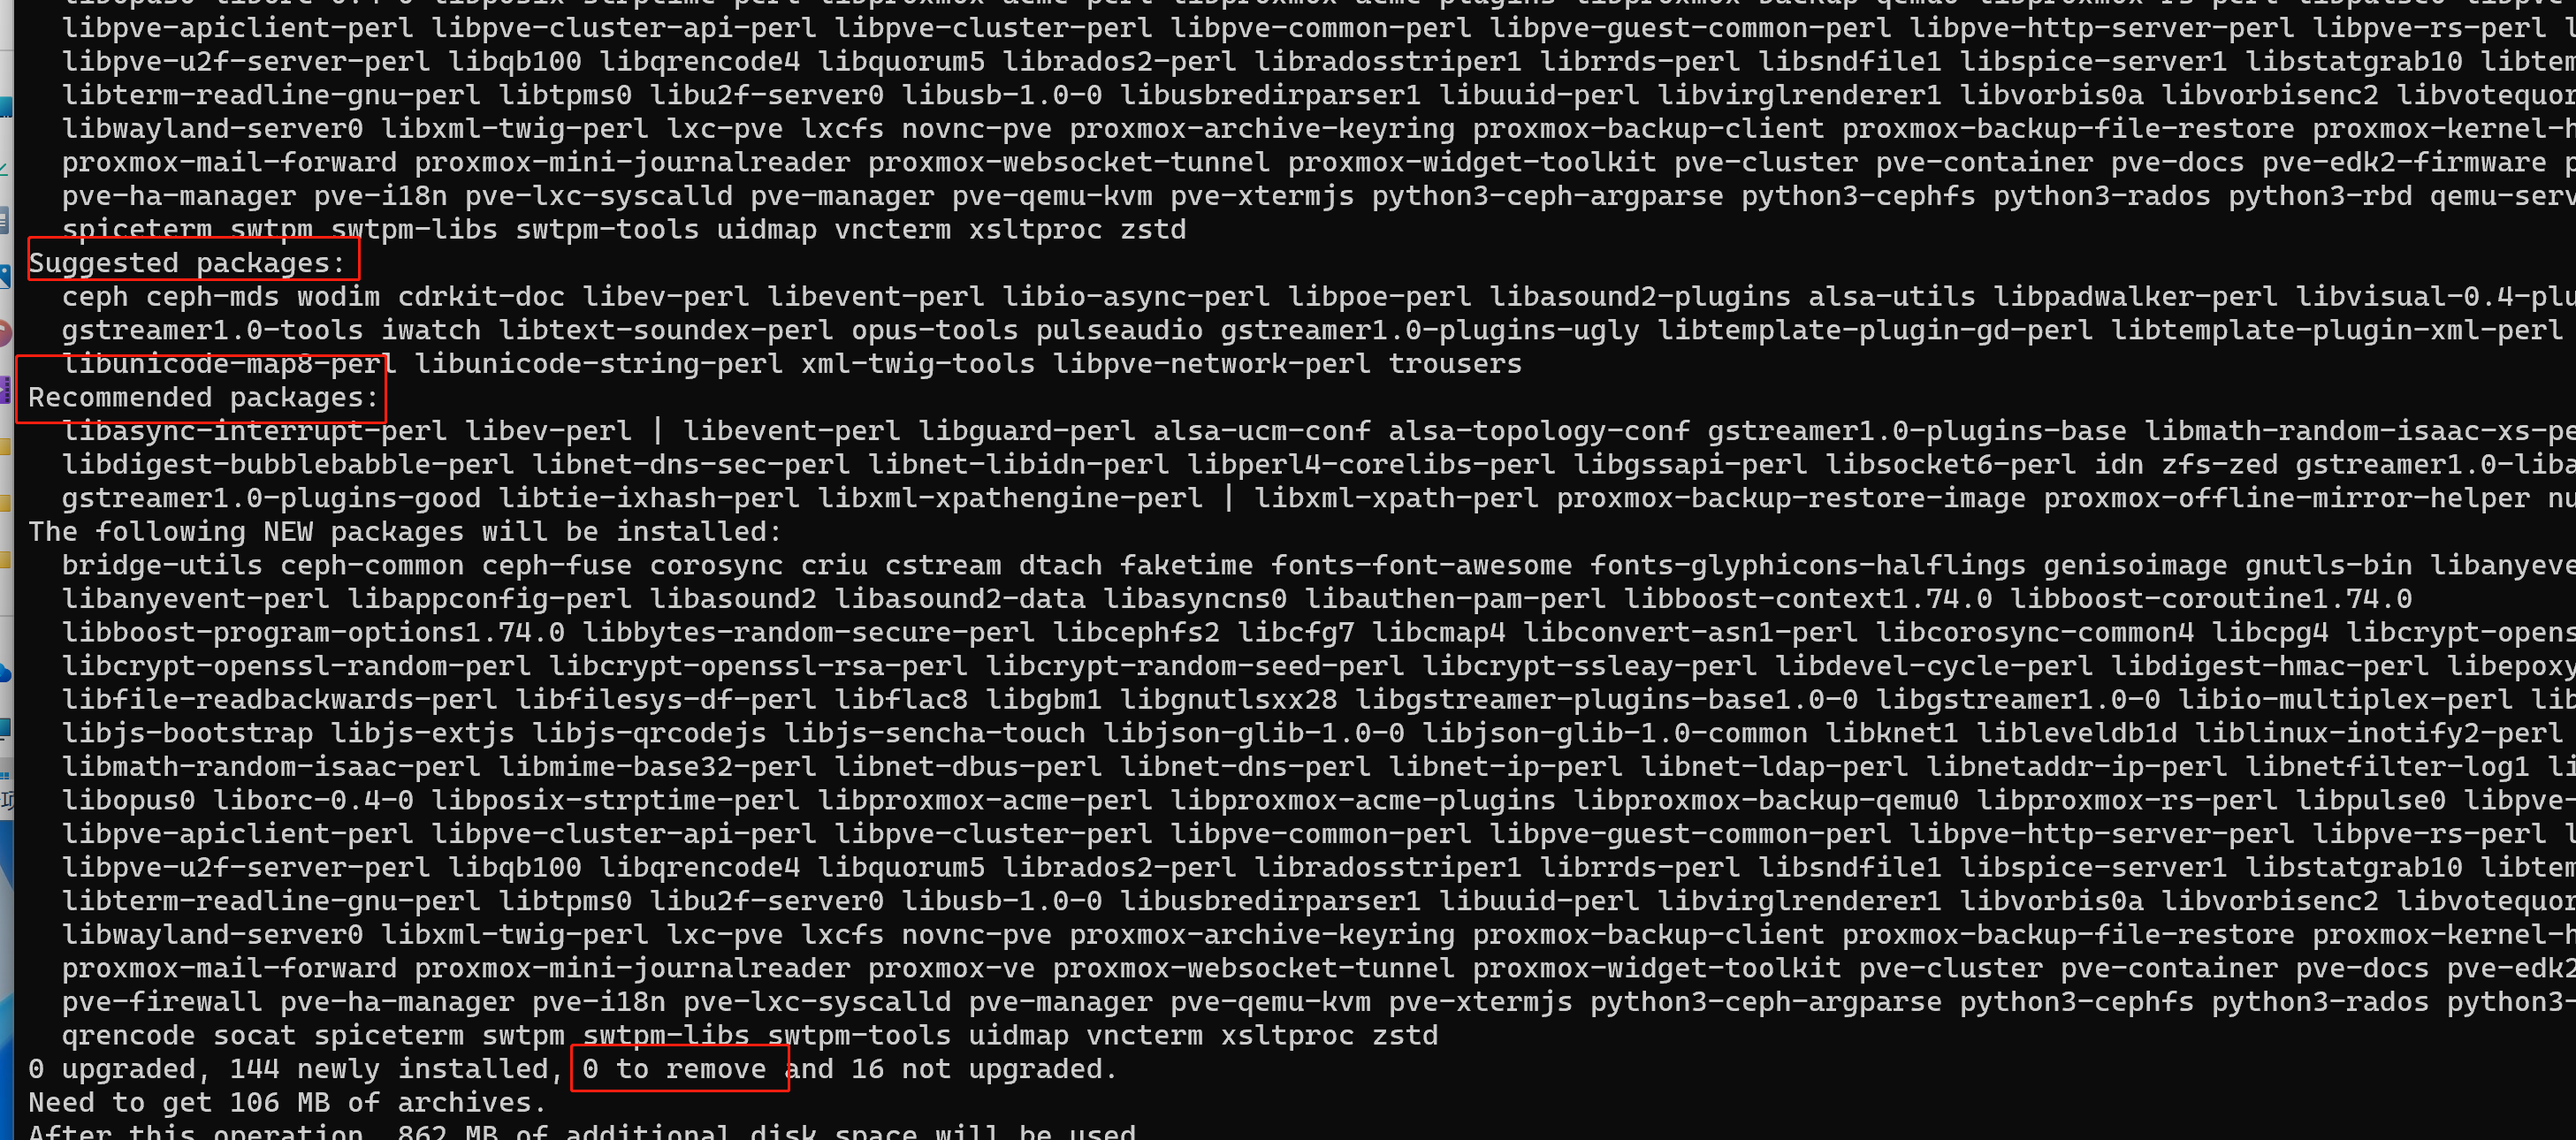 libpve-apiclient-perl libpve-cluster-api-perl libpve-cluster-perl libpve-common-perl libpve-guest-common-perl libpve-http-server-perl libpve-rs-perl
libpve-u2f-server-perl libqb100 libqrencode4 libquorum5 librados2-perl libradosstriper1 librrds-perl libsndfile1 libspice-server1 libstatgrab10 libtem
libterm-readline-gnu-perl libtpms0 libu2f-server0 libusb-1.0-0 libusbredirparser1 libuuid-perl libvirglrenderer1 libvorbis0a libvorbisenc2 libvotequor
libwayland-server0 libxml-twig-perl lxc-pve lxcfs novnc-pve proxmox-archive-keyring proxmox-backup-client proxmox-backup-file-restore proxmox-kernel-h
proxmox-mail-forward proxmox-mini-journalreader proxmox-websocket-tunnel proxmox-widget-toolkit pve-cluster pve-container pve-docs pve-edk2-firmware p
pve-ha-manager pve-i18n pve-lxc-syscalld pve-manager pve-qemu-kvm pve-xtermjs python3-ceph-argparse python3-cephfs python3-rados python3-rbd qemu-serv
spiceterm swtpm swtpm-libs swtpm-tools uidmap vncterm xsltproc zstd
Suggested packages:
ceph ceph-mds wodim cdrkit-doc libev-perl libevent-perl libio-async-perl libpoe-perl libasound2-plugins alsa-utils libpadwalker-perl libvisual-0.4-plu
gstreamer1.0-tools iwatch libtext-soundex-perl opus-tools pulseaudio gstreamer1.0-plugins-ugly libtemplate-plugin-gd-perl libtemplate-plugin-xml-perl
libunicode-map8-perl libunicode-string-perl xml-twig-tools libpve-network-perl trousers
Recommended packages:
libasync-interrupt-perl libev-perl | libevent-perl libguard-perl alsa-ucm-conf alsa-topology-conf gstreamer1.0-plugins-base libmath-random-isaac-xs-pe
libdigest-bubblebabble-perl libnet-dns-sec-perl libnet-libidn-perl libperl4-corelibs-perl libgssapi-perl libsocket6-perl idn zfs-zed gstreamer1.0-liba
gstreamer1.0-plugins-good libtie-ixhash-perl libxml-xpathengine-perl | libxml-xpath-perl proxmox-backup-restore-image proxmox-offline-mirror-helper nu
The following NEW packages will be installed:
bridge-utils ceph-common ceph-fuse corosync criu cstream dtach faketime fonts-font-awesome fonts-glyphicons-halflings genisoimage gnutls-bin libanyeve
libanyevent-perl libappconfig-perl libasound2 libasound2-data libasyncns0 libauthen-pam-perl libboost-context1.74.0 libboost-coroutine1.74.0
libboost-program-options1.74.0 libbytes-random-secure-perl libcephfs2 libcfg7 libcmap4 libconvert-asn1-perl libcorosync-common4 libcpg4 libcrypt-opens
libcrypt-openssl-random-perl libcrypt-openssl-rsa-perl libcrypt-random-seed-perl libcrypt-ssleay-perl libdevel-cycle-perl libdigest-hmac-perl libepoxy
libfile-readbackwards-perl libfilesys-df-perl libflac8 libgbm1 libgnutlsxx28 libgstreamer-plugins-base1.0-0 libgstreamer1.0-0 libio-multiplex-perl lib
libjs-bootstrap libjs-extjs libjs-qrcodejs libjs-sencha-touch libjson-glib-1.0-0 libjson-glib-1.0-common libknet1 libleveldb1d liblinux-inotify2-perl
libmath-random-isaac-perl libmime-base32-perl libnet-dbus-perl libnet-dns-perl libnet-ip-perl libnet-ldap-perl libnetaddr-ip-perl libnetfilter-log1 li
libopus0 liborc-0.4-0 libposix-strptime-perl libproxmox-acme-perl libproxmox-acme-plugins libproxmox-backup-qemu0 libproxmox-rs-perl libpulse0 libpve-
libpve-apiclient-perl libpve-cluster-api-perl libpve-cluster-perl libpve-common-perl libpve-guest-common-perl libpve-http-server-perl libpve-rs-perl l
libpve-u2f-server-perl libqb100 libqrencode4 libquorum5 librados2-perl libradosstriper1 librrds-perl libsndfile1 libspice-server1 libstatgrab10 libtem
libterm-readline-gnu-perl libtpms0 libu2f-server0 libusb-1.0-0 libusbredirparser1 libuuid-perl libvirglrenderer1 libvorbis0a libvorbisenc2 libvotequor
libwayland-server0 libxml-twig-perl lxc-pve lxcfs novnc-pve proxmox-archive-keyring proxmox-backup-client proxmox-backup-file-restore proxmox-kernel-h
proxmox-mail-forward proxmox-mini-journalreader proxmox-ve proxmox-websocket-tunnel proxmox-widget-toolkit pve-cluster pve-container pve-docs pve-edk2
pve-firewall pve-ha-manager pve-i18n pve-lxc-syscalld pve-manager pve-qemu-kvm pve-xtermjs python3-ceph-argparse python3-cephfs python3-rados python3-
qrencode socat spiceterm swtpm swtpm-libs swtpm-tools uidmap vncterm xsltproc zstd
0 upgraded, 144 newly installed, 0 to remove and 16 not upgraded.
Need to get 106 MB of archives.
After this operation, 862 MB of additional disk space will be used